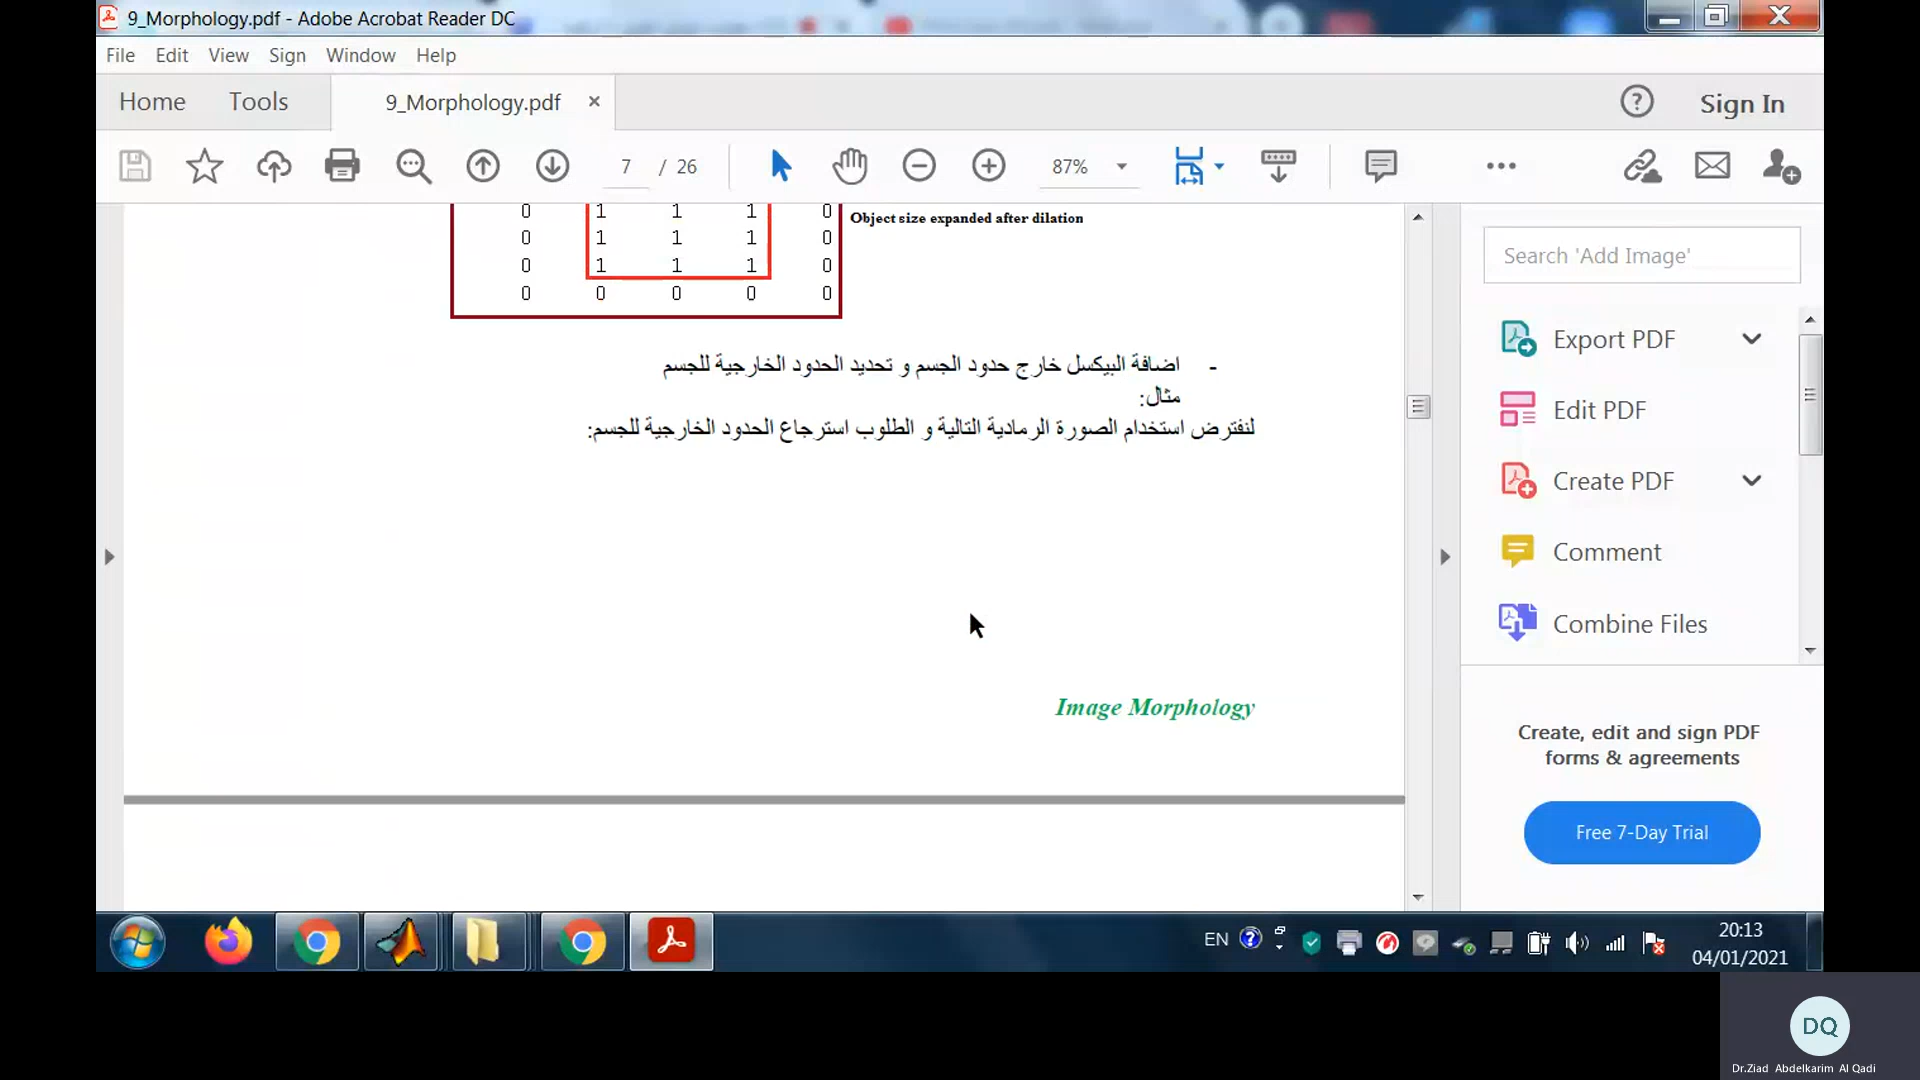 9_Morphology.pdf - Adobe Acrobat Reader DC
File Edit View Sign Window Help
Home Tools 9_Morphology.pdf Sign In
7 / 26 87%
0 1 1 1 0 Object size expanded after dilation
0 1 1 1 0
0 1 1 1 0
0 0 0 0 0
- اضافة البيكسل خارج حدود الجسم و تحديد الحدود الخارجية للجسم
مثال:
لنفترض استخدام الصورة الرمادية التالية و الطلوب استرجاع الحدود الخارجية للجسم:
Image Morphology
Search 'Add Image'
Export PDF
Edit PDF
Create PDF
Comment
Combine Files
Create, edit and sign PDF
forms & agreements
Free 7-Day Trial
EN
20:13
04/01/2021
DQ
Dr.Ziad Abdelkarim Al Qadi